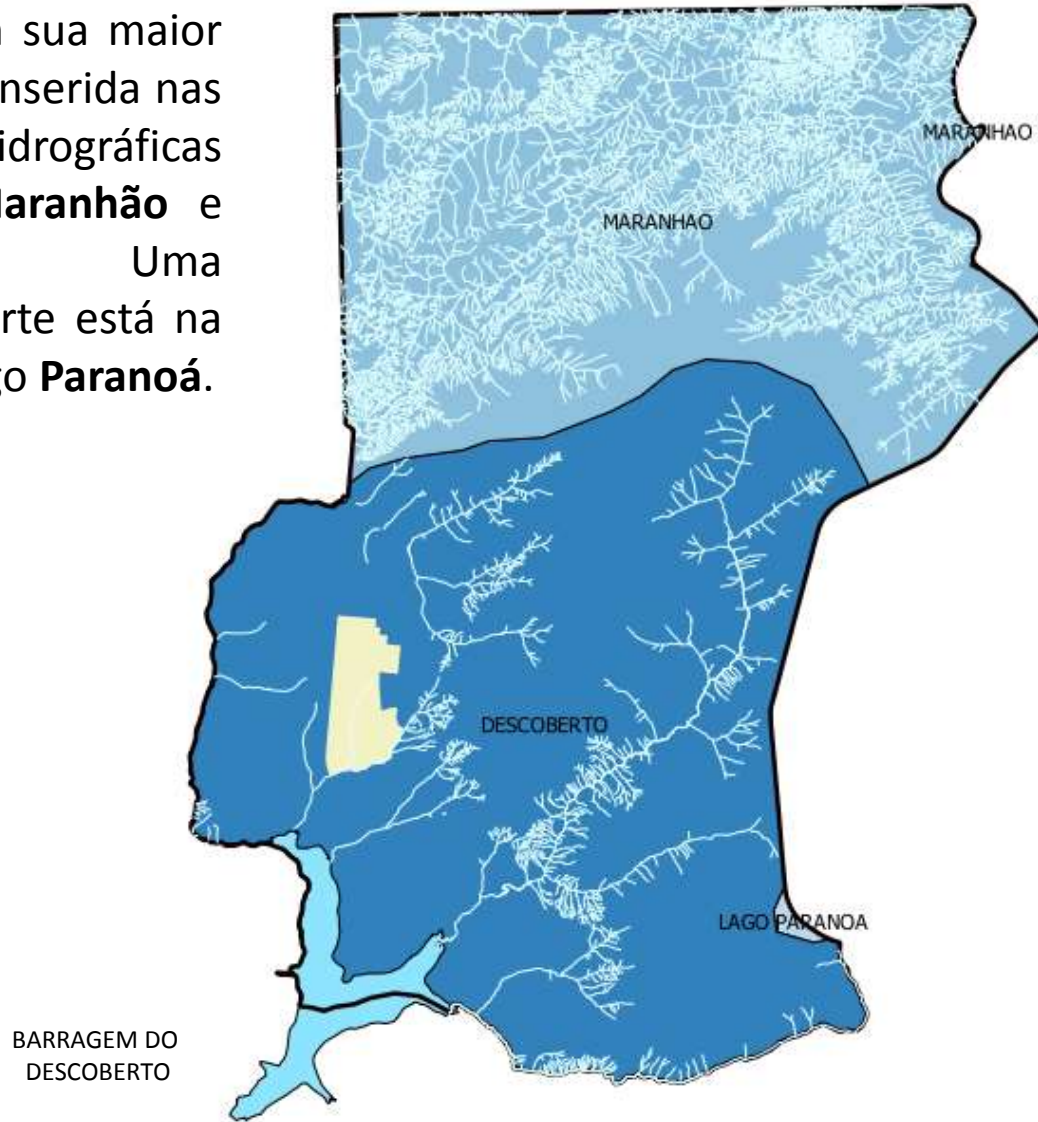 sua maior
nserida nas
idrográficas
aranhão e
Uma
rte está na
go Paranoá.
MARANHAO
MARANHAO
DESCOBERTO
LAGO PARANOA
BARRAGEM DO
DESCOBERTO